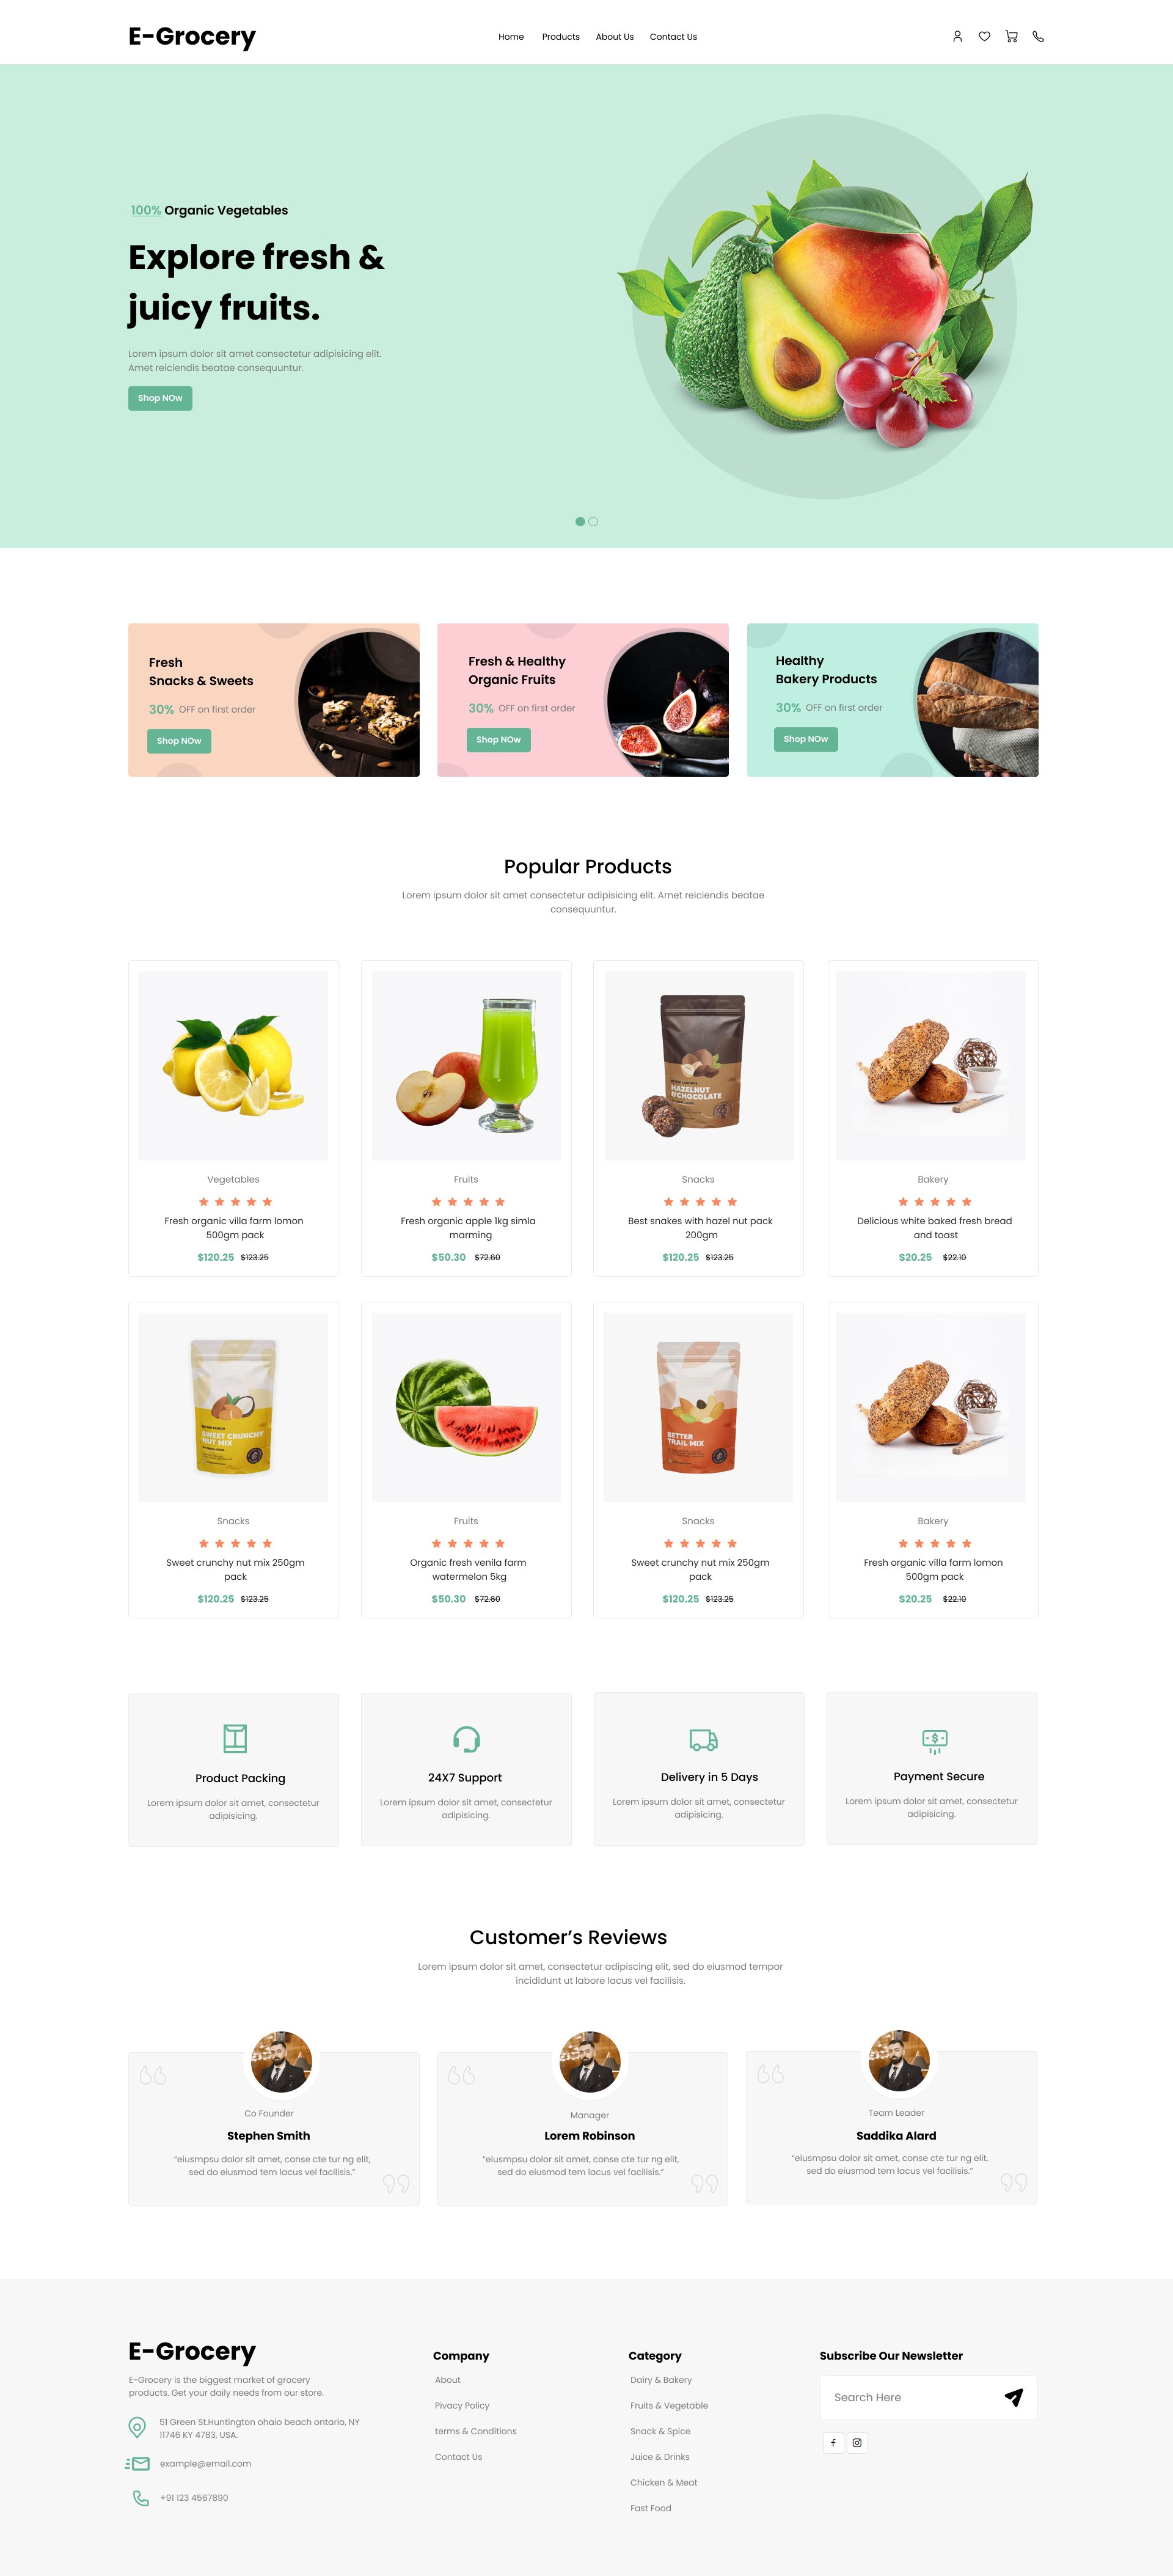 E-Grocery
Home Products About Us Contact Us
100% Organic Vegetables
Explore fresh &
juicy fruits.
Lorem ipsum dolor sit amet consectetur adipisicing elit.
Amet reiciendis beatae consequuntur.
Shop NOw
Fresh
Snacks & Sweets
30% OFF on first order
Shop NOw
Fresh & Healthy
Organic Fruits
30% OFF on first order
Shop NOw
Healthy
Bakery Products
30% OFF on first order
Shop NOw
Popular Products
Lorem ipsum dolor sit amet consectetur adipisicing elit. Amet reiciendis beatae
consequuntur.
Vegetables
Fresh organic villa farm lomon
500gm pack
$120.25 $123.25
Fruits
Fresh organic apple 1kg simla
marming
$50.30 $72.60
HAZELNUT
&CHOCOLATE
Snacks
Best snakes with hazel nut pack
200gm
$120.25 $123.25
Bakery
Delicious white baked fresh bread
and toast
$20.25 $22.10
SWEET CRUNCHY
NUT MIX
Snacks
Sweet crunchy nut mix 250gm
pack
$120.25 $123.25
Fruits
Organic fresh venila farm
watermelon 5kg
$50.30 $72.60
BETTER
TRAIL MIX
Snacks
Sweet crunchy nut mix 250gm
pack
$120.25 $123.25
Bakery
Fresh organic villa farm lomon
500gm pack
$20.25 $22.10
Product Packing
Lorem ipsum dolor sit amet, consectetur
adipisicing.
24X7 Support
Lorem ipsum dolor sit amet, consectetur
adipisicing.
Delivery in 5 Days
Lorem ipsum dolor sit amet, consectetur
adipisicing.
$
Payment Secure
Lorem ipsum dolor sit amet, consectetur
adipisicing.
Customer’s Reviews
Lorem ipsum dolor sit amet, consectetur adipiscing elit, sed do eiusmod tempor
incididunt ut labore lacus vel facilisis.
Co Founder
Stephen Smith
“eiusmpsu dolor sit amet, conse cte tur ng elit,
sed do eiusmod tem lacus vel facilisis.”
Manager
Lorem Robinson
“eiusmpsu dolor sit amet, conse cte tur ng elit,
sed do eiusmod tem lacus vel facilisis.”
Team Leader
Saddika Alard
“eiusmpsu dolor sit amet, conse cte tur ng elit,
sed do eiusmod tem lacus vel facilisis.”
E-Grocery
E-Grocery is the biggest market of grocery
products. Get your daily needs from our store.
51 Green St.Huntington ohaio beach ontario, NY
11746 KY 4783, USA.
example@email.com
+91 123 4567890
Company
About
Pivacy Policy
terms & Conditions
Contact Us
Category
Dairy & Bakery
Fruits & Vegetable
Snack & Spice
Juice & Drinks
Chicken & Meat
Fast Food
Subscribe Our Newsletter
Search Here